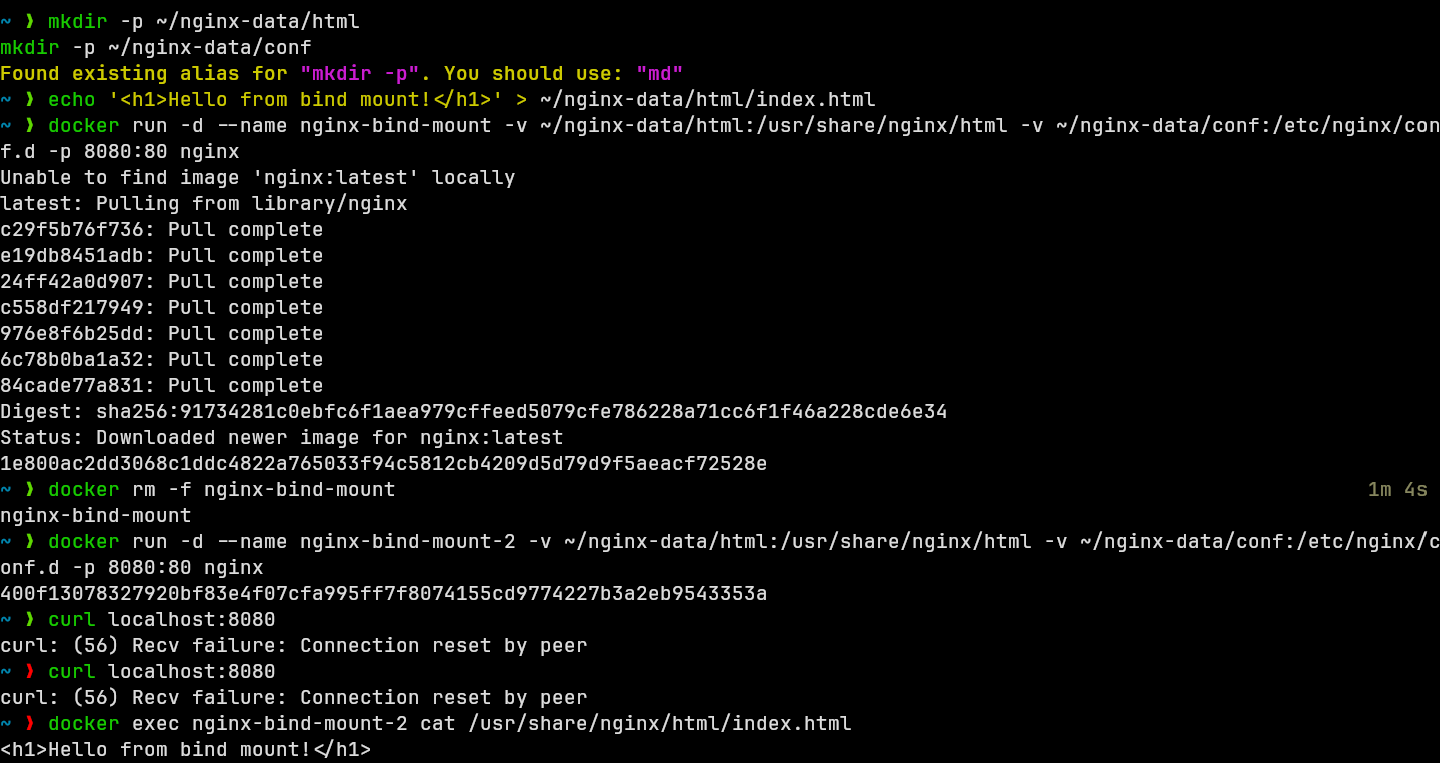 ~ ❯ mkdir -p ~/nginx-data/html
mkdir -p ~/nginx-data/conf
Found existing alias for "mkdir -p". You should use: "md"
~ ❯ echo '<h1>Hello from bind mount!</h1>' > ~/nginx-data/html/index.html
~ ❯ docker run -d --name nginx-bind-mount -v ~/nginx-data/html:/usr/share/nginx/html -v ~/nginx-data/conf:/etc/nginx/con
f.d -p 8080:80 nginx
Unable to find image 'nginx:latest' locally
latest: Pulling from library/nginx
c29f5b76f736: Pull complete
e19db8451adb: Pull complete
24ff42a0d907: Pull complete
c558df217949: Pull complete
976e8f6b25dd: Pull complete
6c78b0ba1a32: Pull complete
84cade77a831: Pull complete
Digest: sha256:91734281c0ebfc6f1aea979cffeed5079cfe786228a71cc6f1f46a228cde6e34
Status: Downloaded newer image for nginx:latest
1e800ac2dd3068c1ddc4822a765033f94c5812cb4209d5d79d9f5aeacf72528e
~ ❯ docker rm -f nginx-bind-mount 1m 4s
nginx-bind-mount
~ ❯ docker run -d --name nginx-bind-mount-2 -v ~/nginx-data/html:/usr/share/nginx/html -v ~/nginx-data/conf:/etc/nginx/c
onf.d -p 8080:80 nginx
400f13078327920bf83e4f07cfa995ff7f8074155cd9774227b3a2eb9543353a
~ ❯ curl localhost:8080
curl: (56) Recv failure: Connection reset by peer
~ ❯ curl localhost:8080
curl: (56) Recv failure: Connection reset by peer
~ ❯ docker exec nginx-bind-mount-2 cat /usr/share/nginx/html/index.html
<h1>Hello from bind mount!</h1>